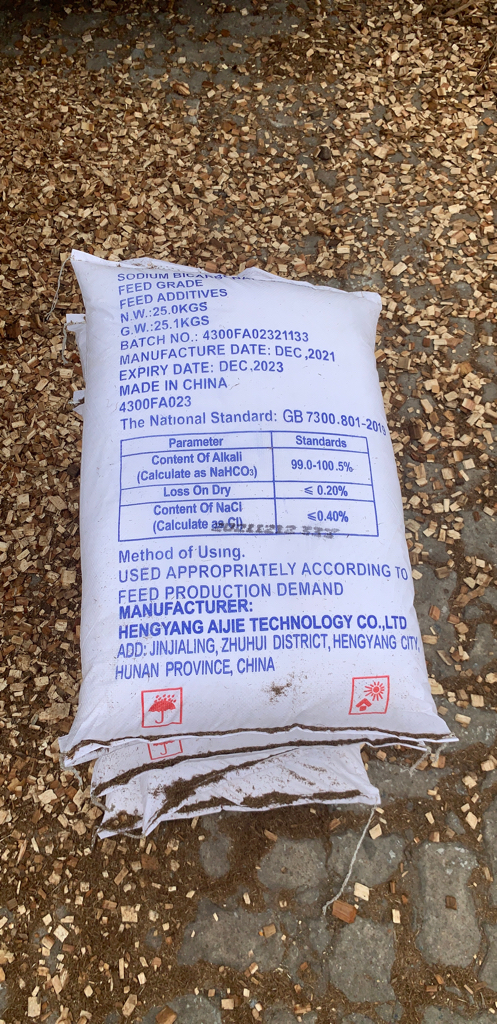 SODIUM BICARBONATE
FEED GRADE
FEED ADDITIVES
N.W.:25.0KGS
G.W.:25.1KGS
BATCH NO.: 4300FA02321133
MANUFACTURE DATE: DEC,2021
EXPIRY DATE: DEC.2023
MADE IN CHINA
4300FA023
The National Standard: GB 7300.801-2019
Parameter Standards
Content Of Alkali
(Calculate as NaHCO₃) 99.0-100.5%
Loss On Dry ≤ 0.20%
Content Of NaCl
(Calculate as Cl) ≤0.40%
Method of Using.
USED APPROPRIATELY ACCORDING TO
FEED PRODUCTION DEMAND
MANUFACTURER:
HENGYANG AIJIE TECHNOLOGY CO.,LTD
ADD: JINJIALING, ZHUHUI DISTRICT, HENGYANG CITY,
HUNAN PROVINCE, CHINA